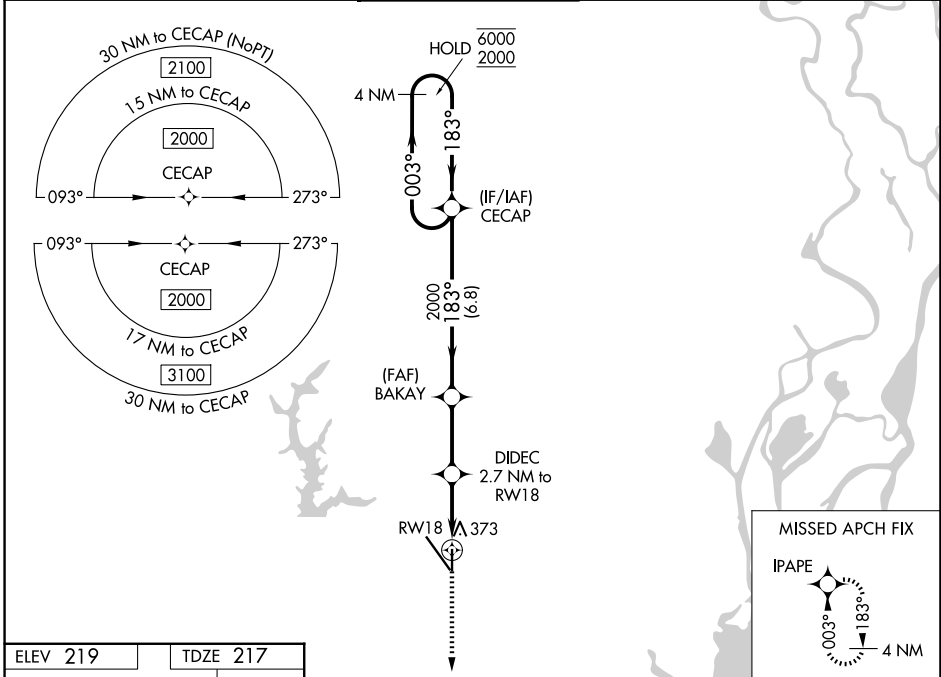 30 NM to CECAP (NoPT)
2100
15 NM to CECAP
2000
CECAP
093°
273°
093°
273°
CECAP
2000
17 NM to CECAP
3100
30 NM to CECAP
HOLD
6000
2000
4 NM
183°
003°
(IF/IAF)
CECAP
2000
183°
(6.8)
(FAF)
BAKAY
DIDEC
2.7 NM to
RW18
RW18
373
MISSED APCH FIX
IPAPE
003°
183°
4 NM
ELEV 219
TDZE 217